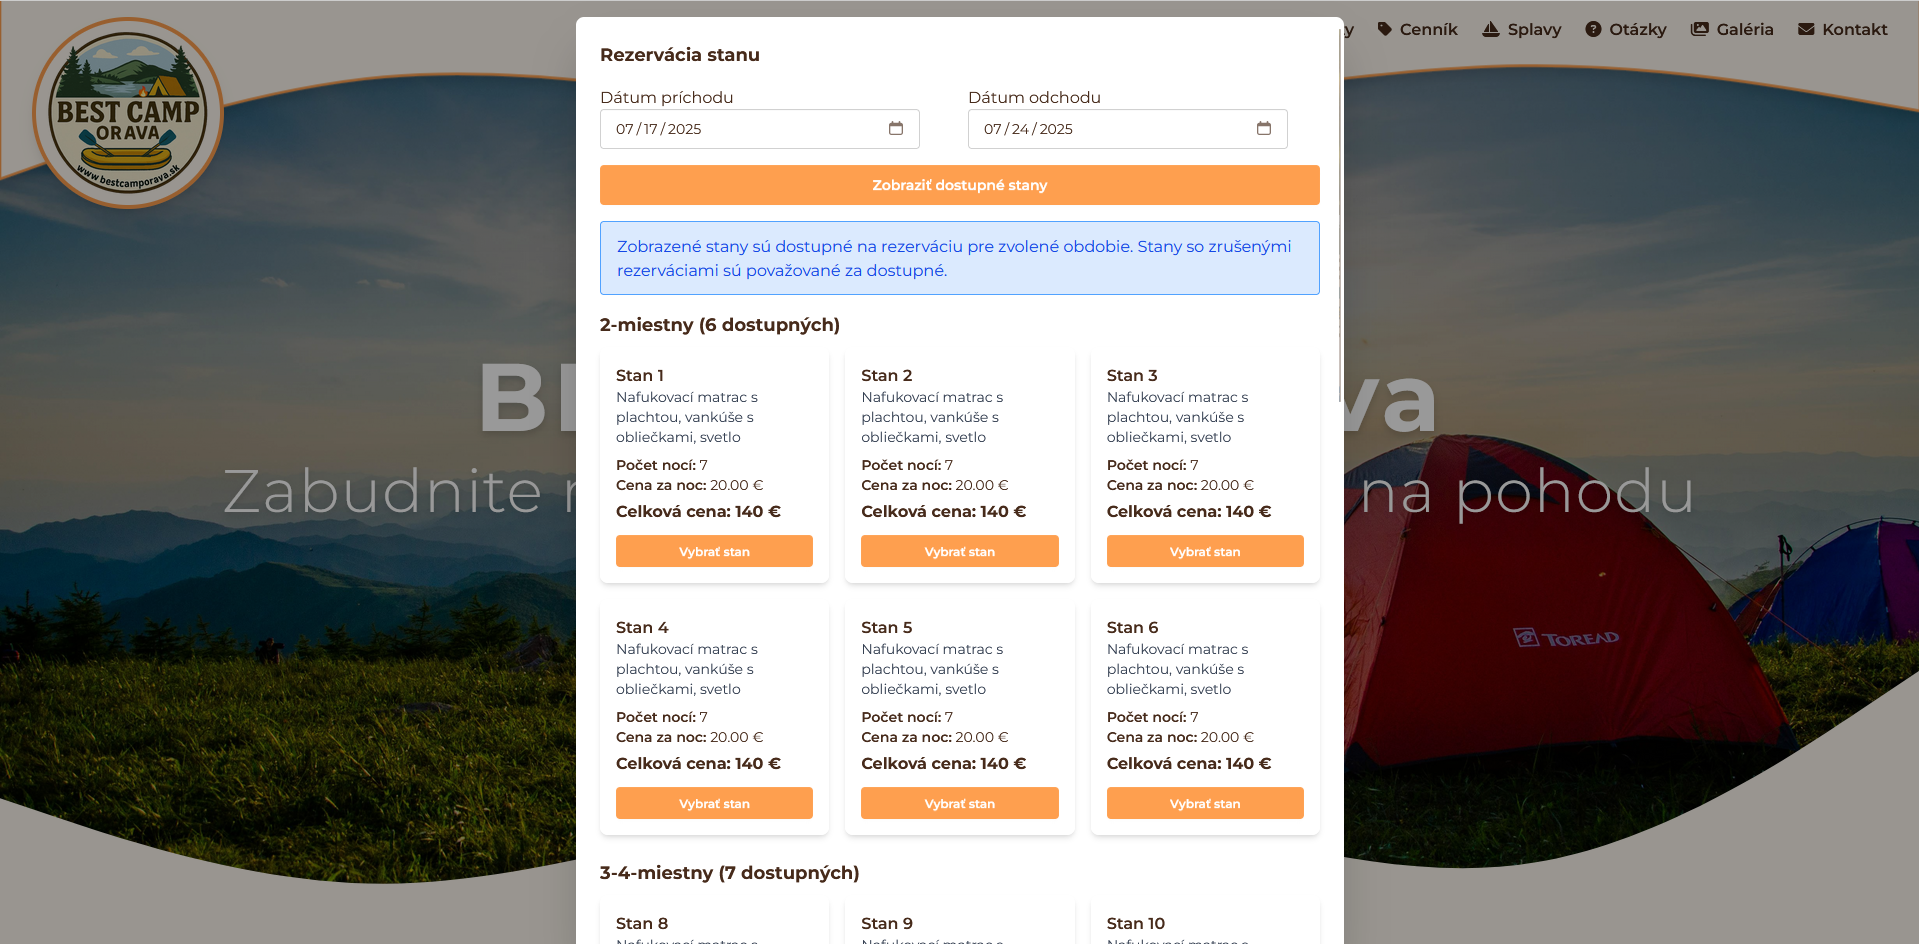 BEST CAMP
ORAVA
www.bestcamporava.sk
Cenník
Splavy
Otázky
Galéria
Kontakt
Rezervácia stanu
Dátum príchodu
Dátum odchodu
07/17/2025
07/24/2025
Zobraziť dostupné stany
Zobrazené stany sú dostupné na rezerváciu pre zvolené obdobie. Stany so zrušenými
rezerváciami sú považované za dostupné.
Zabudnite
na pohodu
TOREAD
2-miestny (6 dostupných)
Stan 1
Nafukovací matrac s
plachtou, vankúše s
obliečkami, svetlo
Počet nocí: 7
Cena za noc: 20.00 €
Celková cena: 140 €
Vybrať stan
Stan 2
Nafukovací matrac s
plachtou, vankúše s
obliečkami, svetlo
Počet nocí: 7
Cena za noc: 20.00 €
Celková cena: 140 €
Vybrať stan
Stan 3
Nafukovací matrac s
plachtou, vankúše s
obliečkami, svetlo
Počet nocí: 7
Cena za noc: 20.00 €
Celková cena: 140 €
Vybrať stan
Stan 4
Nafukovací matrac s
plachtou, vankúše s
obliečkami, svetlo
Počet nocí: 7
Cena za noc: 20.00 €
Celková cena: 140 €
Vybrať stan
Stan 5
Nafukovací matrac s
plachtou, vankúše s
obliečkami, svetlo
Počet nocí: 7
Cena za noc: 20.00 €
Celková cena: 140 €
Vybrať stan
Stan 6
Nafukovací matrac s
plachtou, vankúše s
obliečkami, svetlo
Počet nocí: 7
Cena za noc: 20.00 €
Celková cena: 140 €
Vybrať stan
3-4-miestny (7 dostupných)
Stan 8
Stan 9
Stan 10